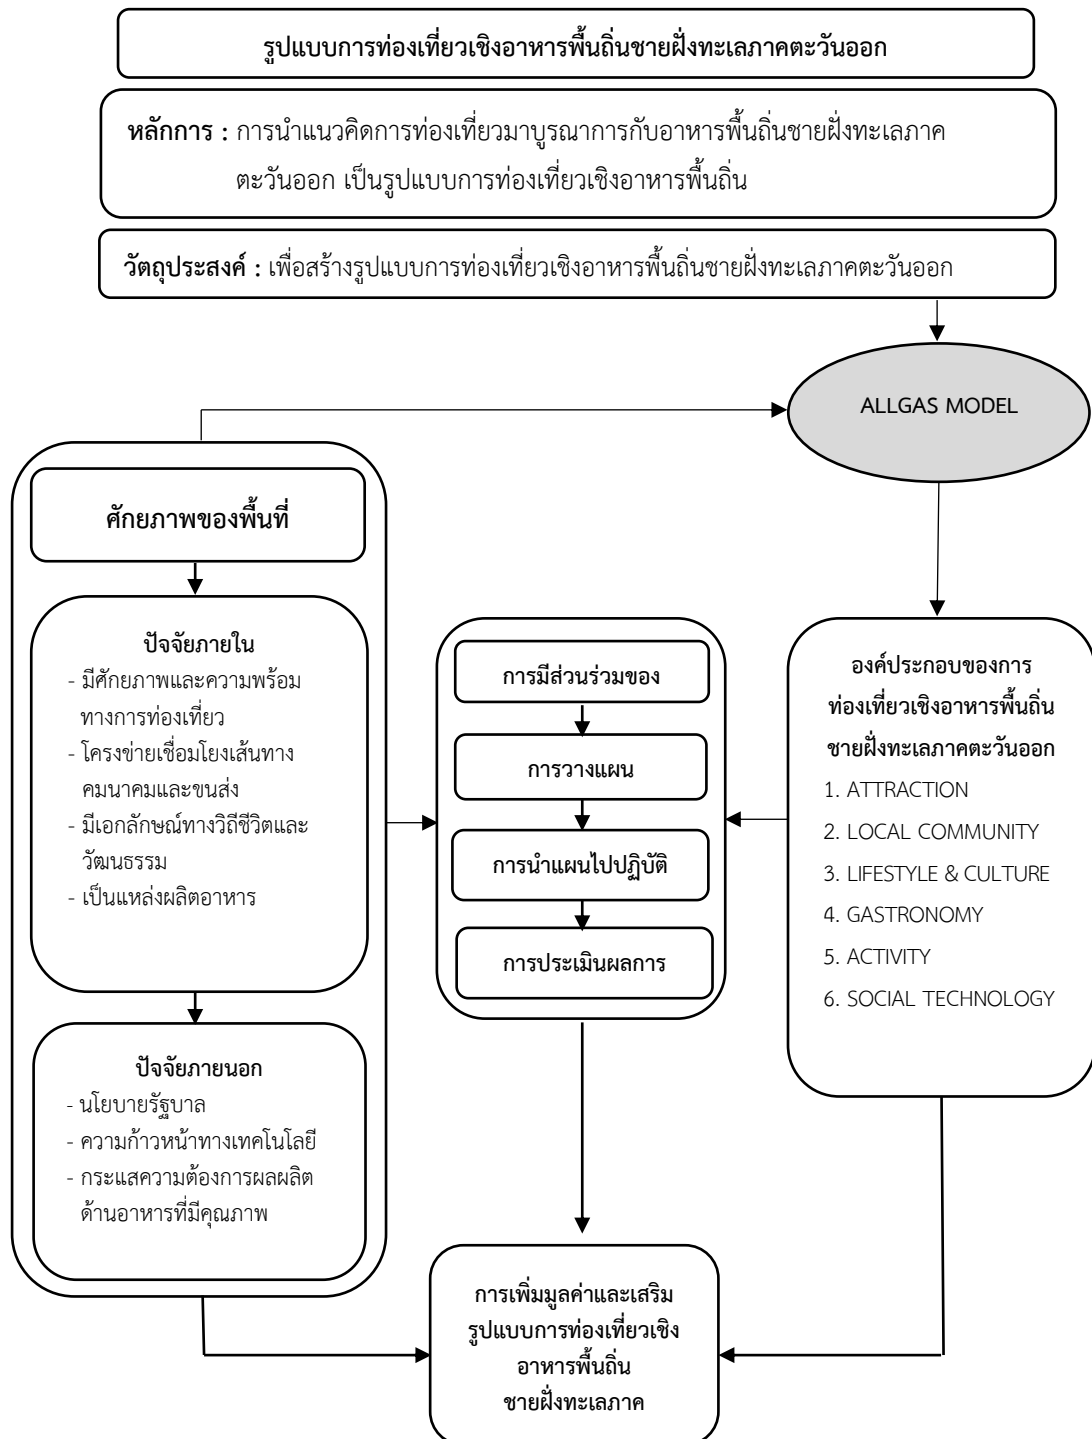 รูปแบบการท่องเที่ยวเชิงอาหารพื้นถิ่นชายฝั่งทะเลภาคตะวันออก
หลักการ : การนำแนวคิดการท่องเที่ยวมาบูรณาการกับอาหารพื้นถิ่นชายฝั่งทะเลภาค
ตะวันออก เป็นรูปแบบการท่องเที่ยวเชิงอาหารพื้นถิ่น
วัตถุประสงค์ : เพื่อสร้างรูปแบบการท่องเที่ยวเชิงอาหารพื้นถิ่นชายฝั่งทะเลภาคตะวันออก
ALLGAS MODEL
ศักยภาพของพื้นที่
ปัจจัยภายใน
- มีศักยภาพและความพร้อม
ทางการท่องเที่ยว
- โครงข่ายเชื่อมโยงเส้นทาง
คมนาคมและขนส่ง
- มีเอกลักษณ์ทางวิถีชีวิตและ
วัฒนธรรม
- เป็นแหล่งผลิตอาหาร
ปัจจัยภายนอก
- นโยบายรัฐบาล
- ความก้าวหน้าทางเทคโนโลยี
- กระแสความต้องการผลผลิต
ด้านอาหารที่มีคุณภาพ
การมีส่วนร่วมของ
การวางแผน
การนำแผนไปปฏิบัติ
การประเมินผลการ
องค์ประกอบของการ
ท่องเที่ยวเชิงอาหารพื้นถิ่น
ชายฝั่งทะเลภาคตะวันออก
1. ATTRACTION
2. LOCAL COMMUNITY
3. LIFESTYLE & CULTURE
4. GASTRONOMY
5. ACTIVITY
6. SOCIAL TECHNOLOGY
การเพิ่มมูลค่าและเสริม
รูปแบบการท่องเที่ยวเชิง
อาหารพื้นถิ่น
ชายฝั่งทะเลภาค